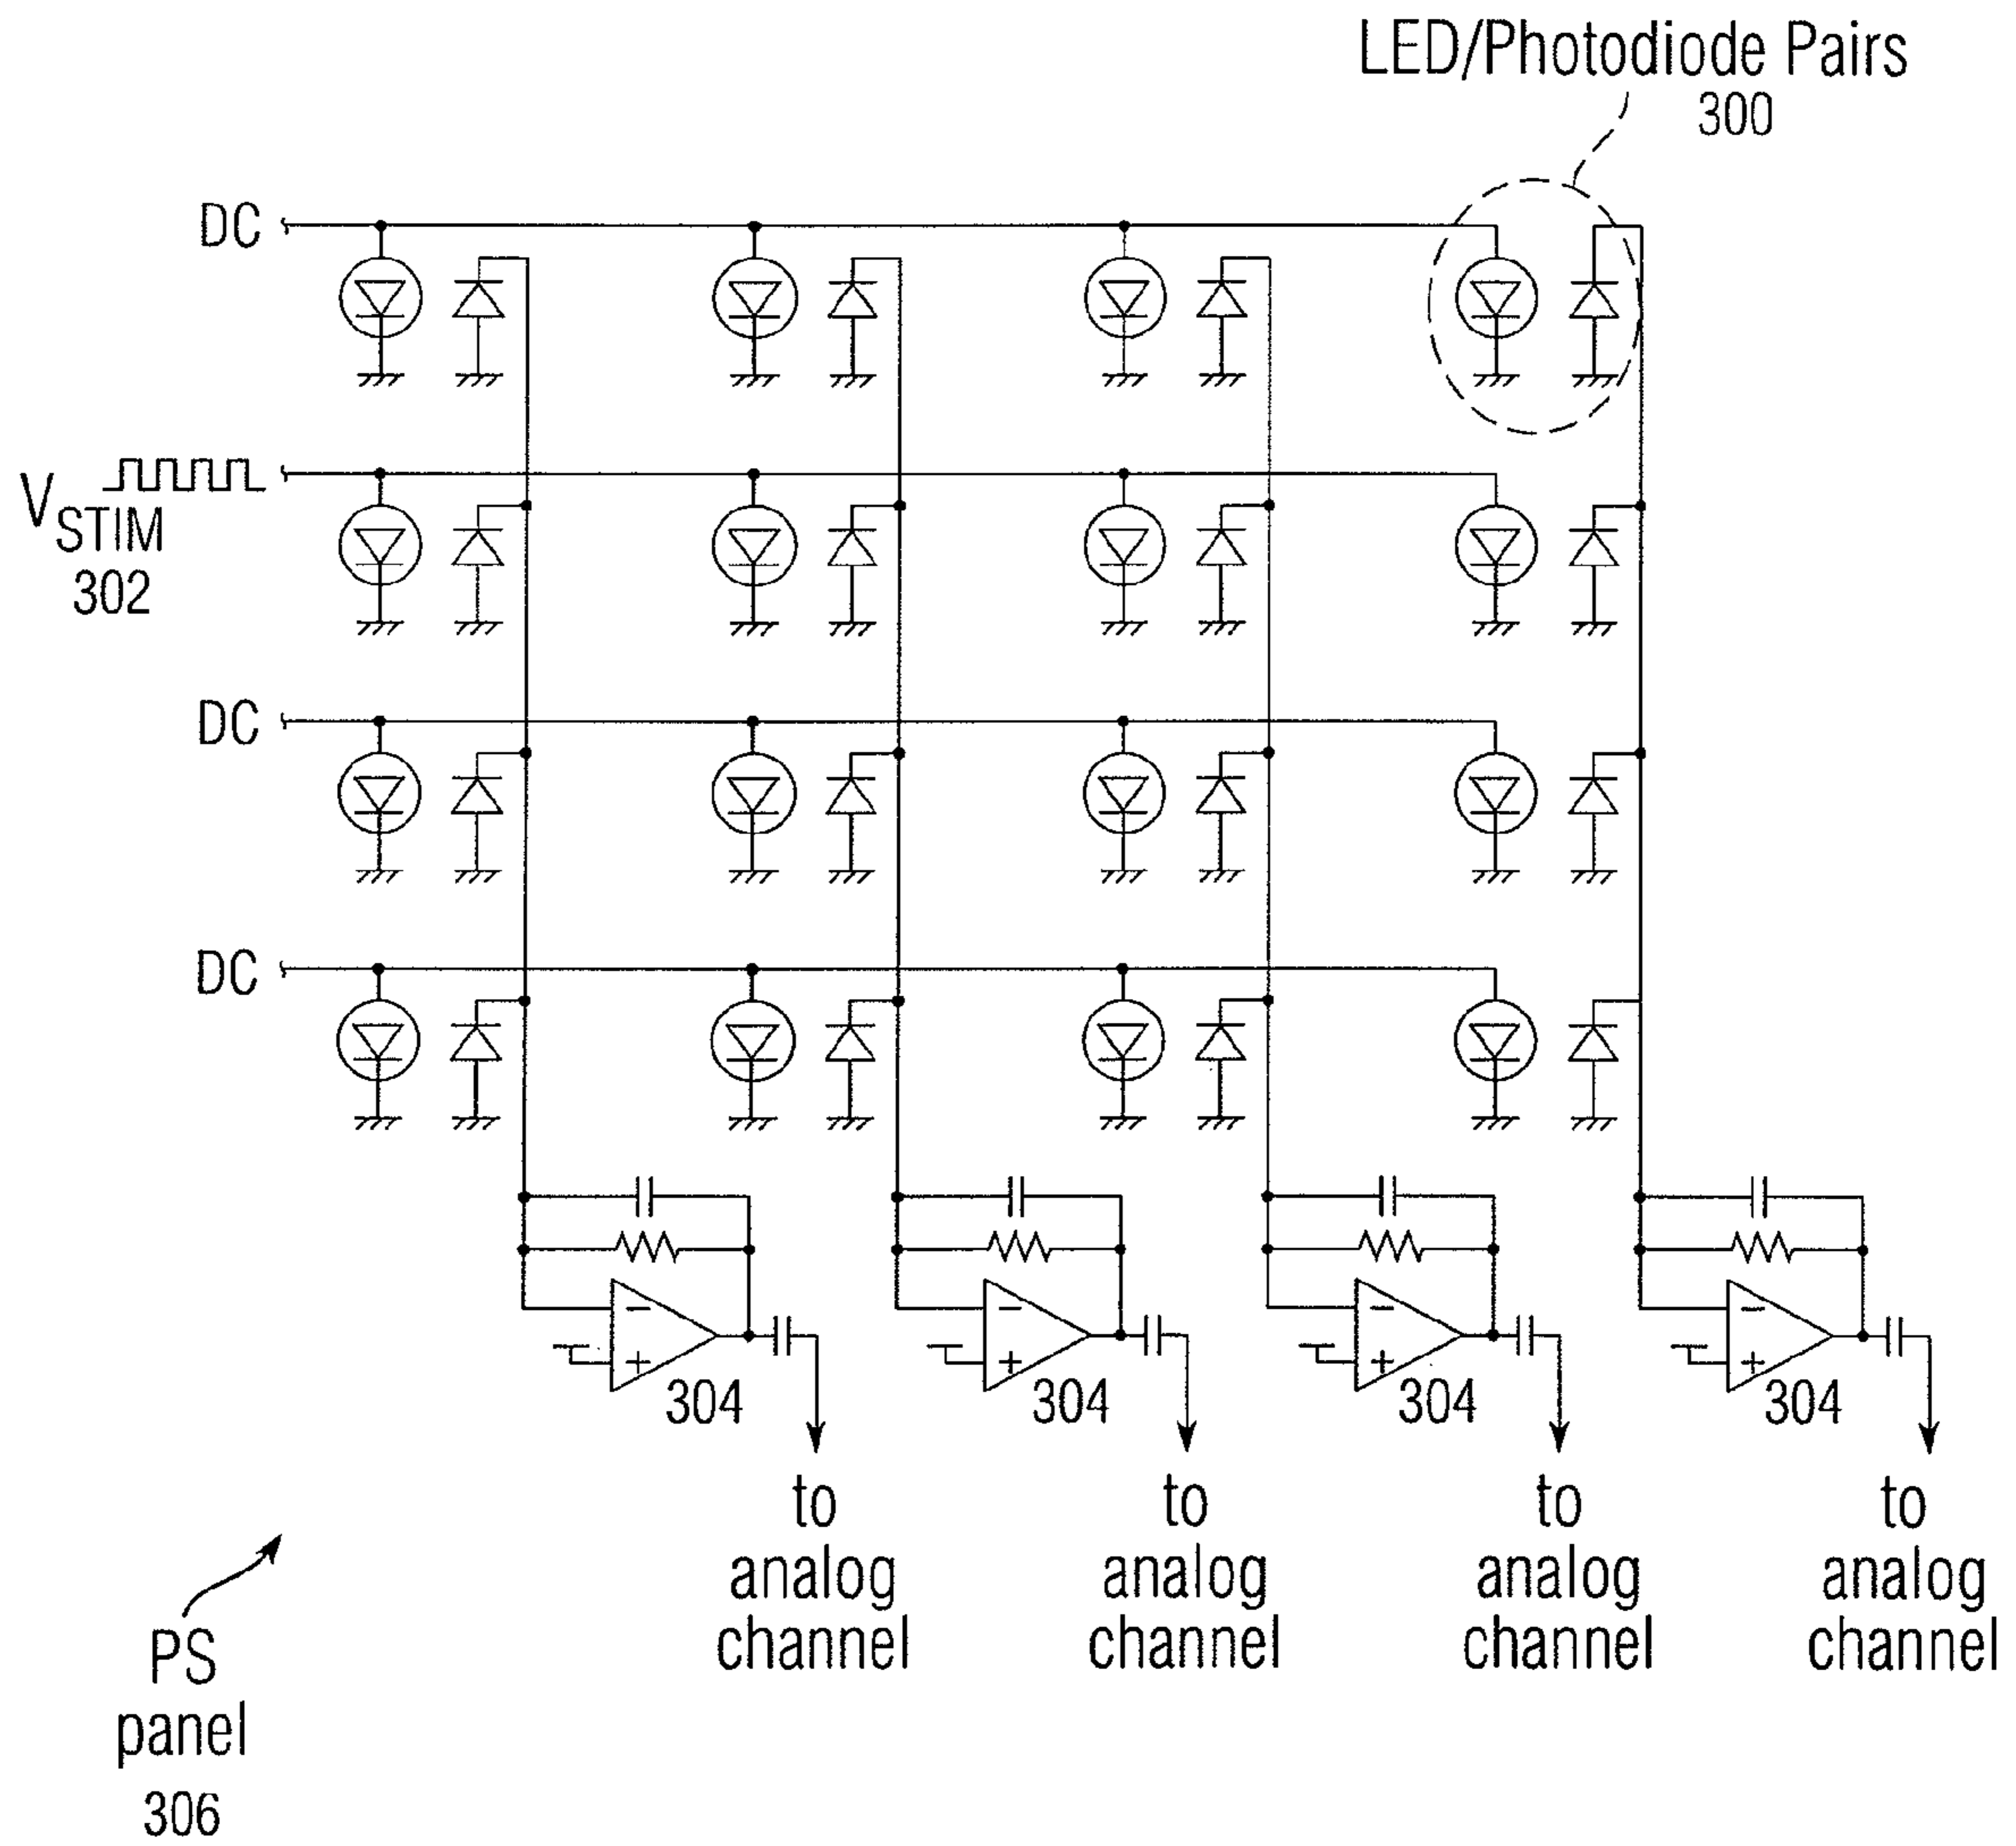 LED/Photodiode Pairs
300
DC
V STIM
302
DC
DC
− − − −
+ + + +
304 304 304 304
to to to to
analog analog analog analog
channel channel channel channel
PS
panel
306